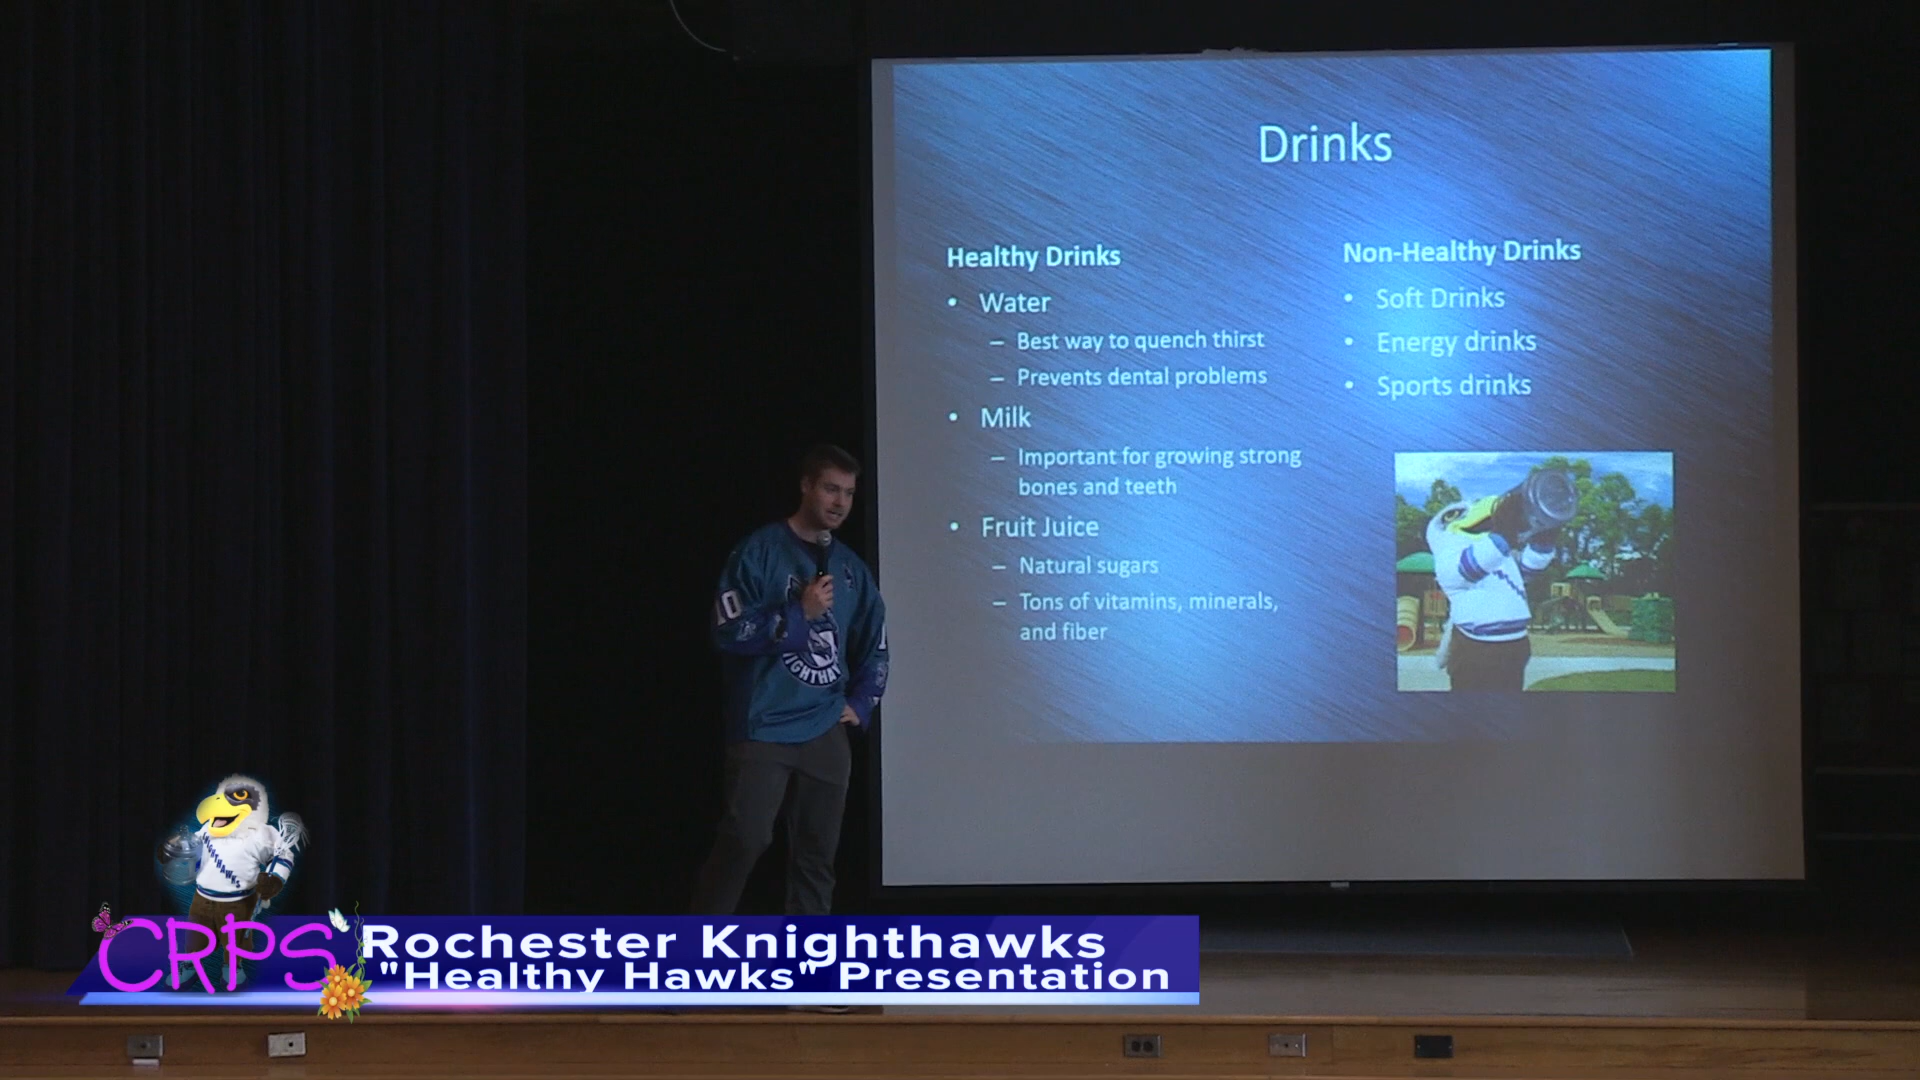 Drinks
Healthy Drinks
• Water
– Best way to quench thirst
– Prevents dental problems
• Milk
– Important for growing strong
bones and teeth
• Fruit Juice
– Natural sugars
– Tons of vitamins, minerals,
and fiber
Non-Healthy Drinks
• Soft Drinks
• Energy drinks
• Sports drinks
10
KNIGHTHAWKS
CRPS
Rochester Knighthawks
"Healthy Hawks" Presentation